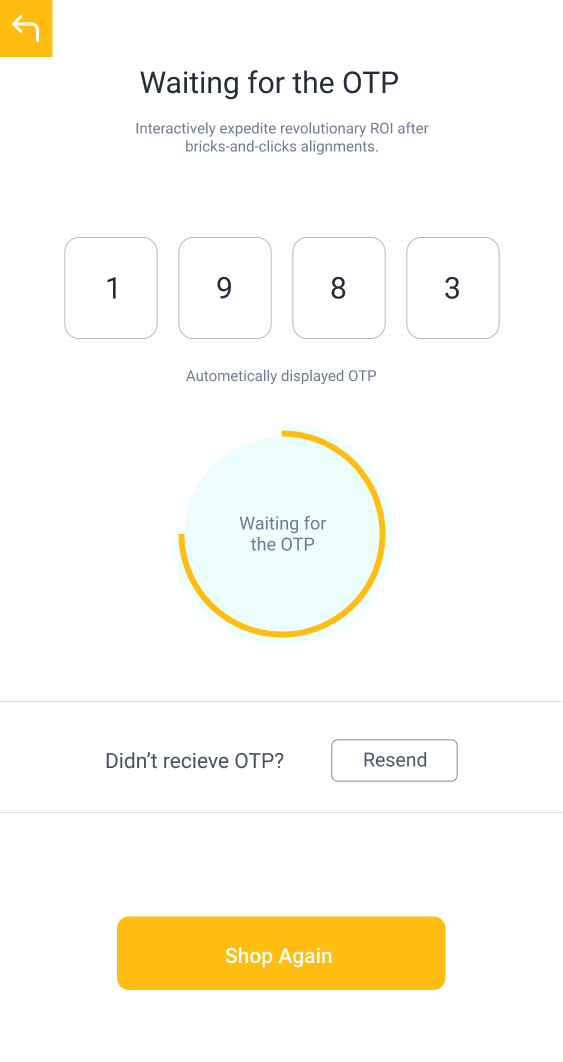 Waiting for the OTP
Interactively expedite revolutionary ROI after
bricks-and-clicks alignments.
1 9 8 3
Autometically displayed OTP
Waiting for
the OTP
Didn’t recieve OTP? Resend
Shop Again